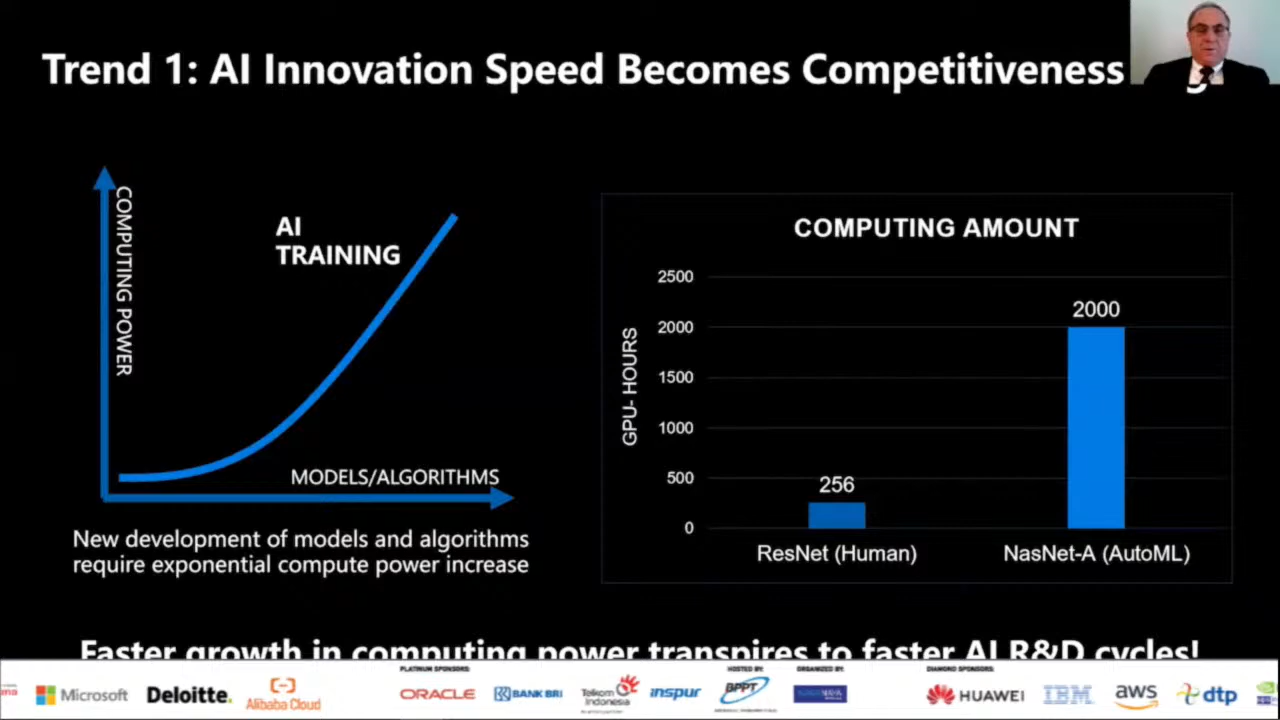 Trend 1: AI Innovation Speed Becomes Competitiveness
COMPUTING POWER
AI
TRAINING
MODELS/ALGORITHMS
New development of models and algorithms
require exponential compute power increase
COMPUTING AMOUNT
GPU- HOURS
2500
2000
1500
1000
500
0
256
2000
ResNet (Human)
NasNet-A (AutoML)
Faster growth in computing power transpires to faster AI R&D cycles!
PLATINUM SPONSORS:
HOSTED BY:
ORGANIZED BY:
DIAMOND SPONSORS:
Microsoft
Deloitte.
Alibaba Cloud
ORACLE
BANK BRI
Telkom
Indonesia
inspur
BPPT
HUAWEI
IBM
aws
dtp